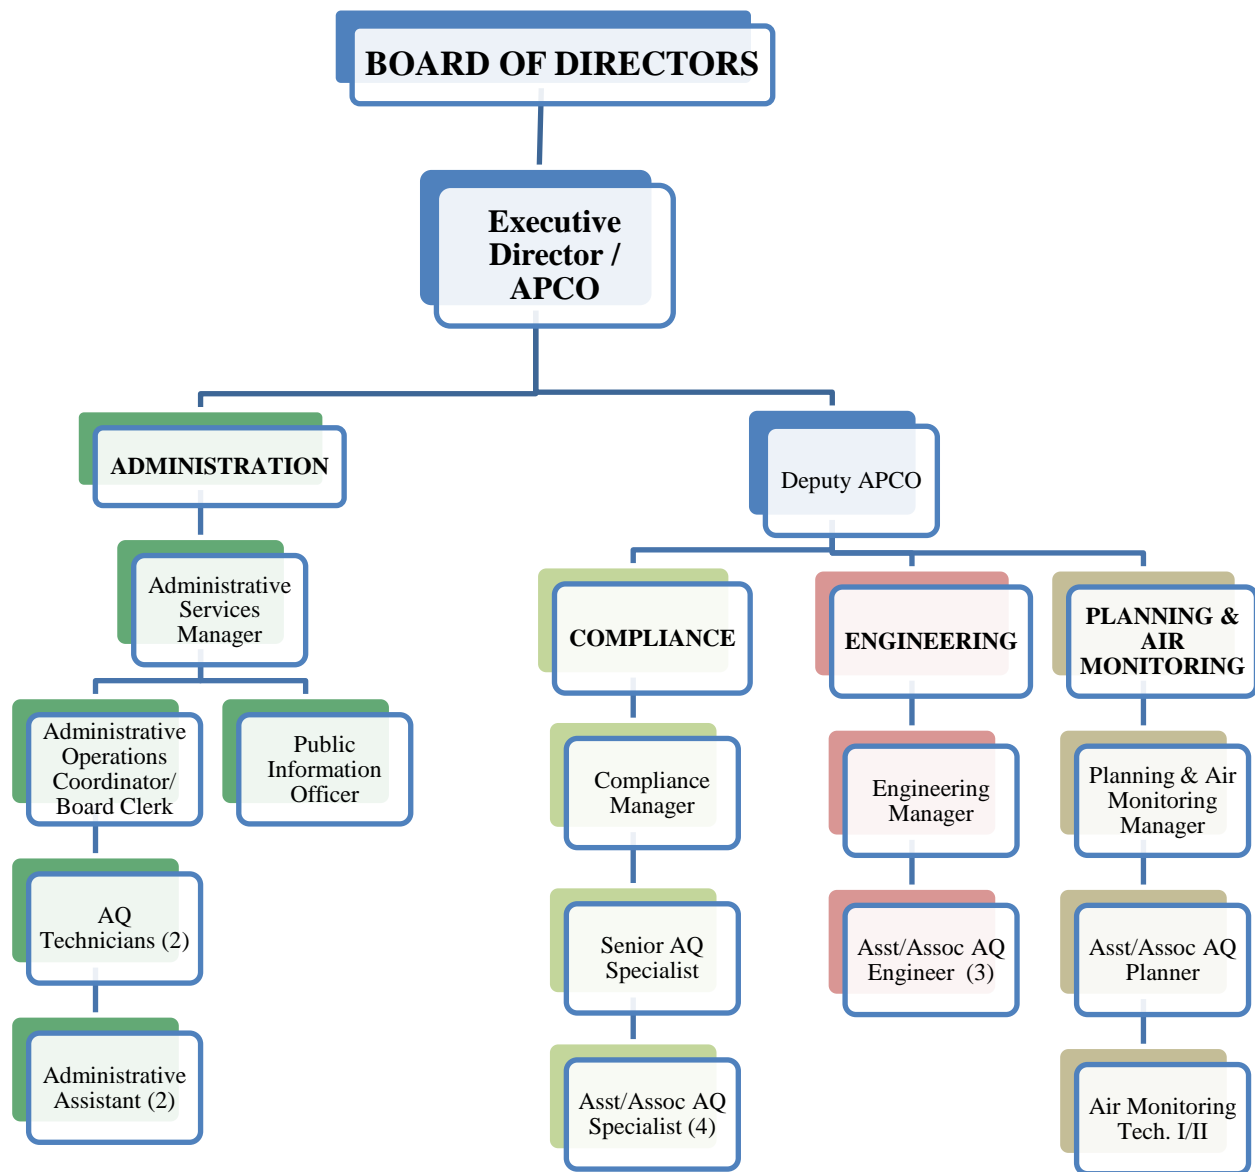 BOARD OF DIRECTORS
Executive
Director /
APCO
ADMINISTRATION
Deputy APCO
Administrative
Services
Manager
COMPLIANCE
ENGINEERING
PLANNING &
AIR
MONITORING
Administrative
Operations
Coordinator/
Board Clerk
Public
Information
Officer
Compliance
Manager
Engineering
Manager
Planning & Air
Monitoring
Manager
AQ
Technicians (2)
Senior AQ
Specialist
Asst/Assoc AQ
Engineer (3)
Asst/Assoc AQ
Planner
Administrative
Assistant (2)
Asst/Assoc AQ
Specialist (4)
Air Monitoring
Tech. I/II